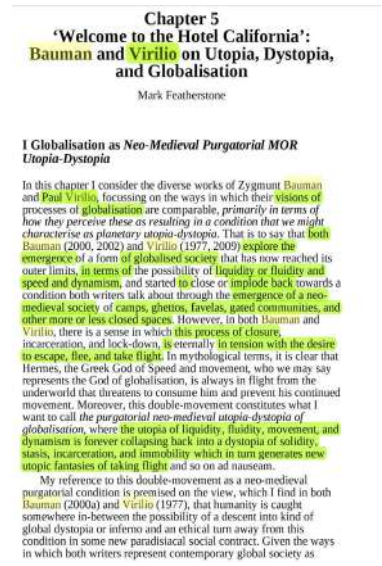 Chapter 5
‘Welcome to the Hotel California’:
Bauman and Virilio on Utopia, Dystopia,
and Globalisation
Mark Featherstone
I Globalisation as Neo-Medieval Purgatorial MOR
Utopia-Dystopia
In this chapter I consider the diverse works of Zygmunt Bauman
and Paul Virilio, focussing on the ways in which their visions of
processes of globalisation are comparable, primarily in terms of
how they perceive these as resulting in a condition that we might
characterise as planetary utopia-dystopia. That is to say that both
Bauman (2000, 2002) and Virilio (1977, 2009) explore the
emergence of a form of globalised society that has now reached its
outer limits, in terms of the possibility of liquidity or fluidity and
speed and dynamism, and started to close or implode back towards a
condition both writers talk about through the emergence of a neo-
medieval society of camps, ghettos, favelas, gated communities, and
other more or less closed spaces. However, in both Bauman and
Virilio, there is a sense in which this process of closure,
incarceration, and lock-down, is eternally in tension with the desire
to escape, flee, and take flight. In mythological terms, it is clear that
Hermes, the Greek God of Speed and movement, who we may say
represents the God of globalisation, is always in flight from the
underworld that threatens to consume him and prevent his continued
movement. Moreover, this double-movement constitutes what I
want to call the purgatorial neo-medieval utopia-dystopia of
globalisation, where the utopia of liquidity, fluidity, movement, and
dynamism is forever collapsing back into a dystopia of solidity,
stasis, incarceration, and immobility which in turn generates new
utopic fantasies of taking flight and so on ad nauseam.
My reference to this double-movement as a neo-medieval
purgatorial condition is premised on the view, which I find in both
Bauman (2000a) and Virilio (1977), that humanity is caught
somewhere in-between the possibility of a descent into kind of
global dystopia or inferno and an ethical turn away from this
condition in some new paradisiacal social contract. Given the ways
in which both writers represent contemporary global society as